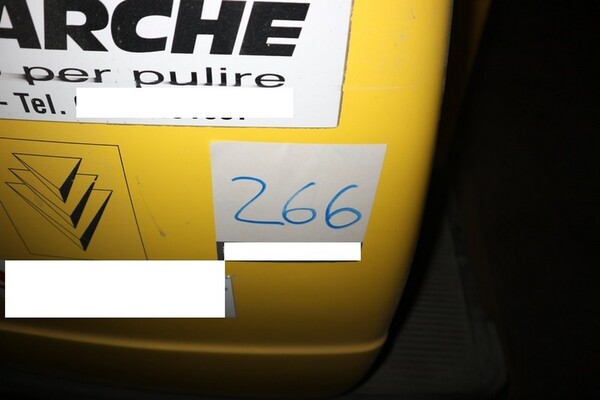 ARCHE
per pulire
- Tel.
266